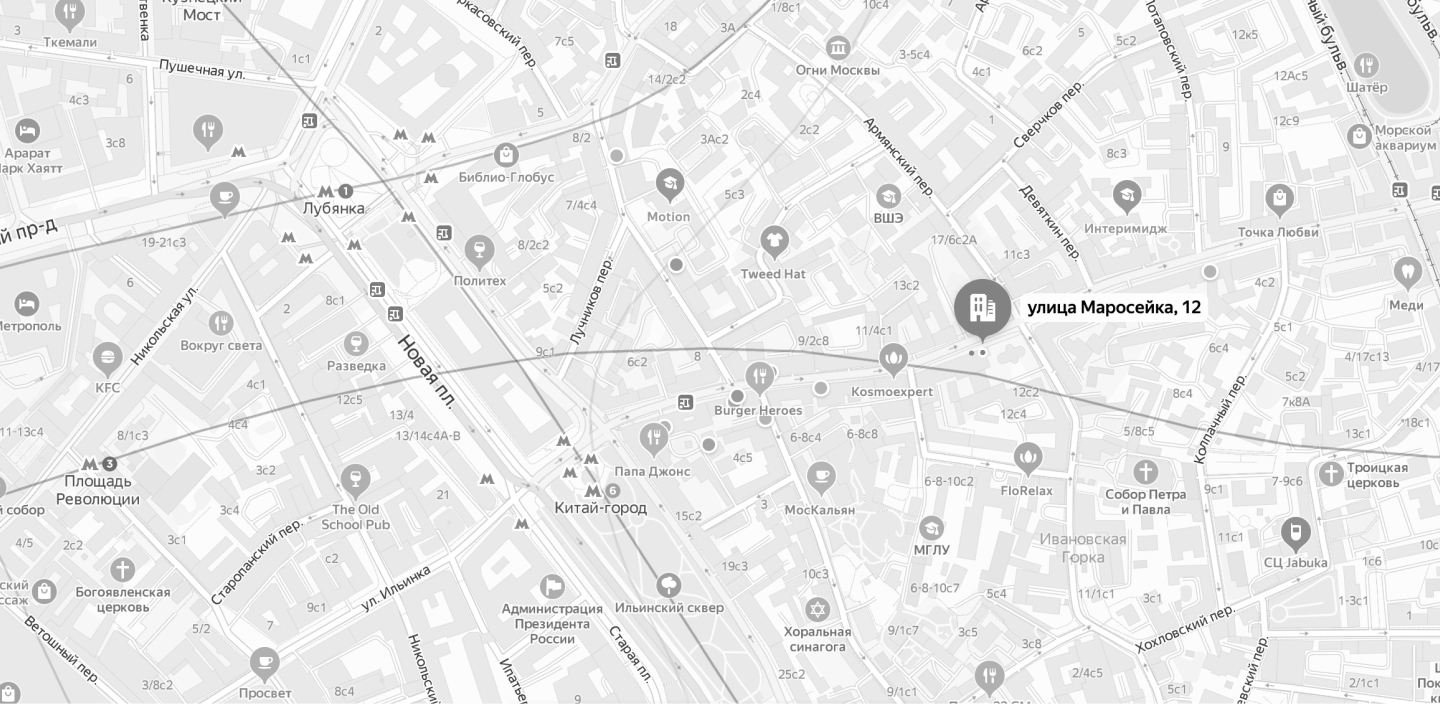 Кузнецкий
Мост
1/8с1
10с4
Ткемали
Пушечная ул.
1с1
2
3
6
4с3
3с8
7с5
18
3А
14/2с2
5
Огни Москвы
3-5с4
4с1
6с2
5
5с2
Потаповский пер.
12к5
12Ас5
12с9
Шатёр
Морской
аквариум
Арарат
Парк Хаятт
8/2
2с4
3Ас2
2с2
Армянский пер.
Сверчков пер.
1
8с3
9
Библио-Глобус
1
Лубянка
7/4с4
Motion
5с3
ВШЭ
Девяткин пер.
Интеримидж
Точка Любви
19-21с3
Политех
8/2с2
Лучников пер.
Tweed Hat
17/6с2А
11с3
13с2
4с2
Меди
Метрополь
Никольская ул.
6
2
8с1
Вокруг света
улица Маросейка, 12
KFC
Разведка
Новая пл.
9с1
6с2
8
9/2с8
11/4с1
Kosmoexpert
5с1
6с4
4/17с13
5с2
4с1
12с5
Burger Heroes
12с2
12с4
8с4
7к8А
Колпачный пер.
11-13с4
8/1с3
4с4
13/4
13/14с4А-В
6-8с4
6-8с8
5/8с5
13с1
3
Площадь
Революции
3с2
Папа Джонс
4с5
FloRelax
Собор Петра
и Павла
7-9с6
Троицкая
церковь
The Old
School Pub
21
6
Китай-город
МосКальян
6-8-10с2
9с1
3с4
15с2
3
4/5
2с2
3с1
с2
Старопанский пер.
МГЛУ
Ивановская
Горка
11с1
СЦ Jabuka
1с6
Богоявленская
церковь
ул. Ильинка
Администрация
Президента
России
19с3
Ильинский сквер
10с3
6-8-10с7
11/1с1
3с1
1-3с1
Хоральная
синагога
9/1с7
3с5
3с8
Хохловский пер.
Ветошный пер.
5/2
7
9с1
Старая пл.
Просвет
3/8с2
8с4
9
25с2
9/1с1
2/1с1